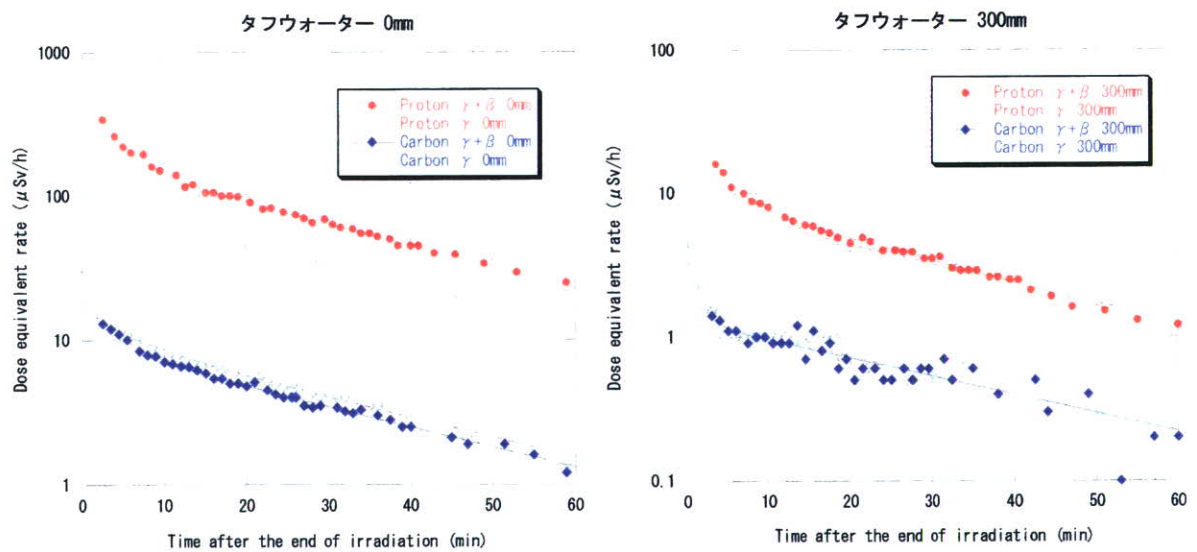 タフウォーター 0mm
1000
100
10
1
Dose equivalent rate (μSv/h)
Proton γ+β 0mm
Proton γ 0mm
Carbon γ+β 0mm
Carbon γ 0mm
0 10 20 30 40 50 60
Time after the end of irradiation (min)
タフウォーター 300mm
100
10
1
0.1
Dose equivalent rate (μSv/h)
Proton γ+β 300mm
Proton γ 300mm
Carbon γ+β 300mm
Carbon γ 300mm
0 10 20 30 40 50 60
Time after the end of irradiation (min)